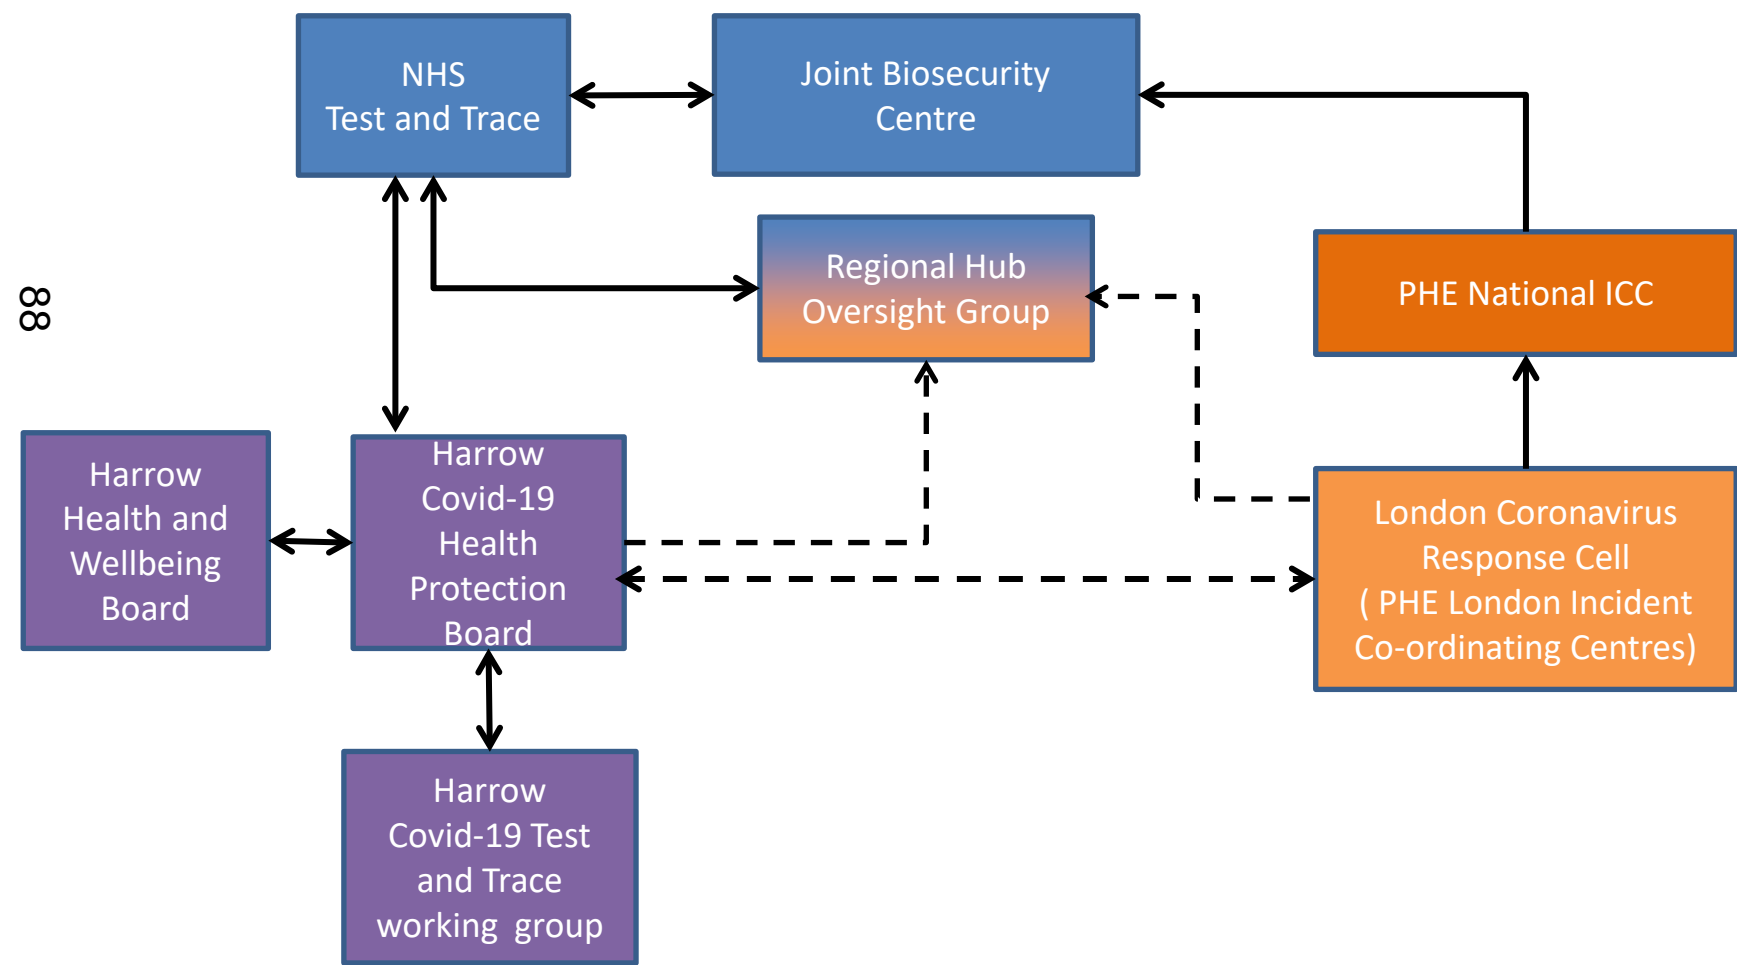 NHS
Test and Trace
Joint Biosecurity
Centre
Regional Hub
Oversight Group
PHE National ICC
88
Harrow
Health and
Wellbeing
Board
Harrow
Covid-19
Health
Protection
Board
London Coronavirus
Response Cell
( PHE London Incident
Co-ordinating Centres)
Harrow
Covid-19 Test
and Trace
working group